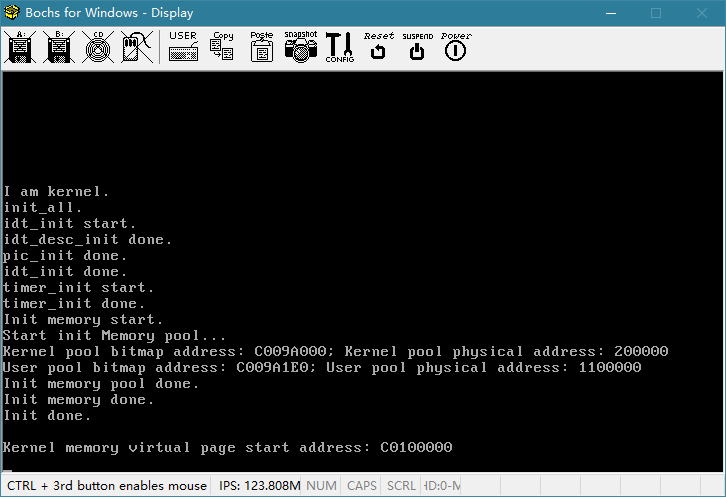 Bochs for Windows - Display
A: B: CD USER Copy Paste Snapshot CONFIG Reset SUSPEND Power
I am kernel.
init_all.
idt_init start.
idt_desc_init done.
pic_init done.
idt_init done.
timer_init start.
timer_init done.
Init memory start.
Start init Memory pool...
Kernel pool bitmap address: C009A000; Kernel pool physical address: 200000
User pool bitmap address: C009A1E0; User pool physical address: 1100000
Init memory pool done.
Init memory done.
Init done.
Kernel memory virtual page start address: C0100000
CTRL + 3rd button enables mouse IPS: 123.808M NUM CAPS SCRL HD:0-M